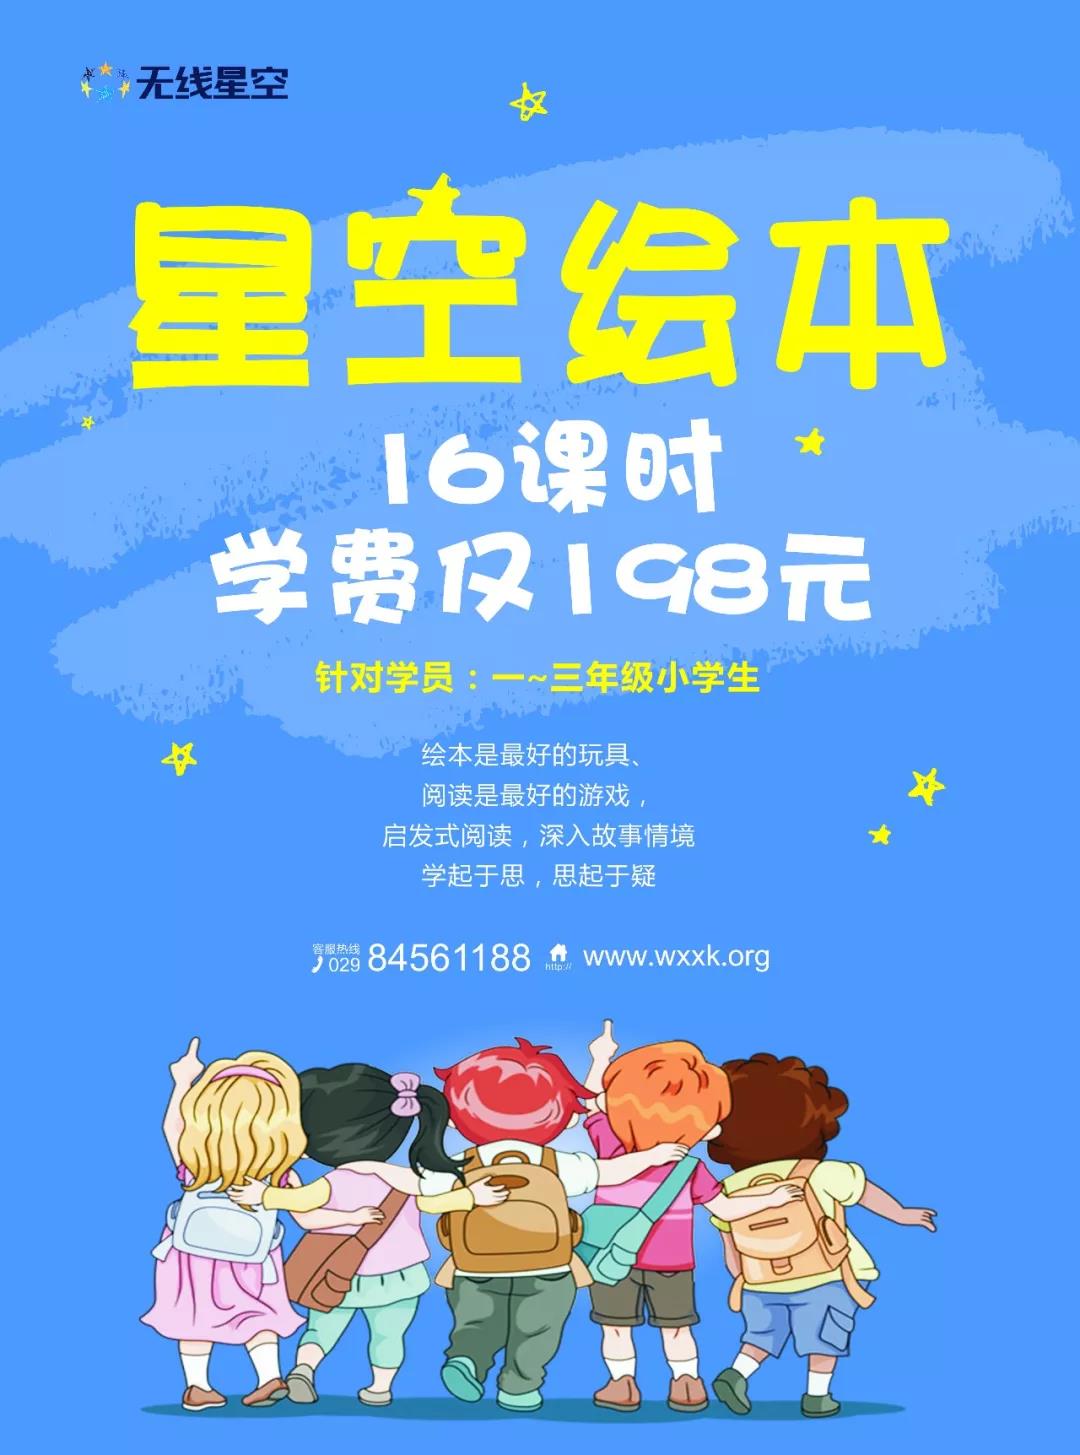 无线星空
星空绘本
16课时
学费仅198元
针对学员：一~三年级小学生
绘本是最好的玩具、
阅读是最好的游戏，
启发式阅读，深入故事情境
学起于思，思起于疑
客服热线
029 84561188 http:// www.wxxk.org